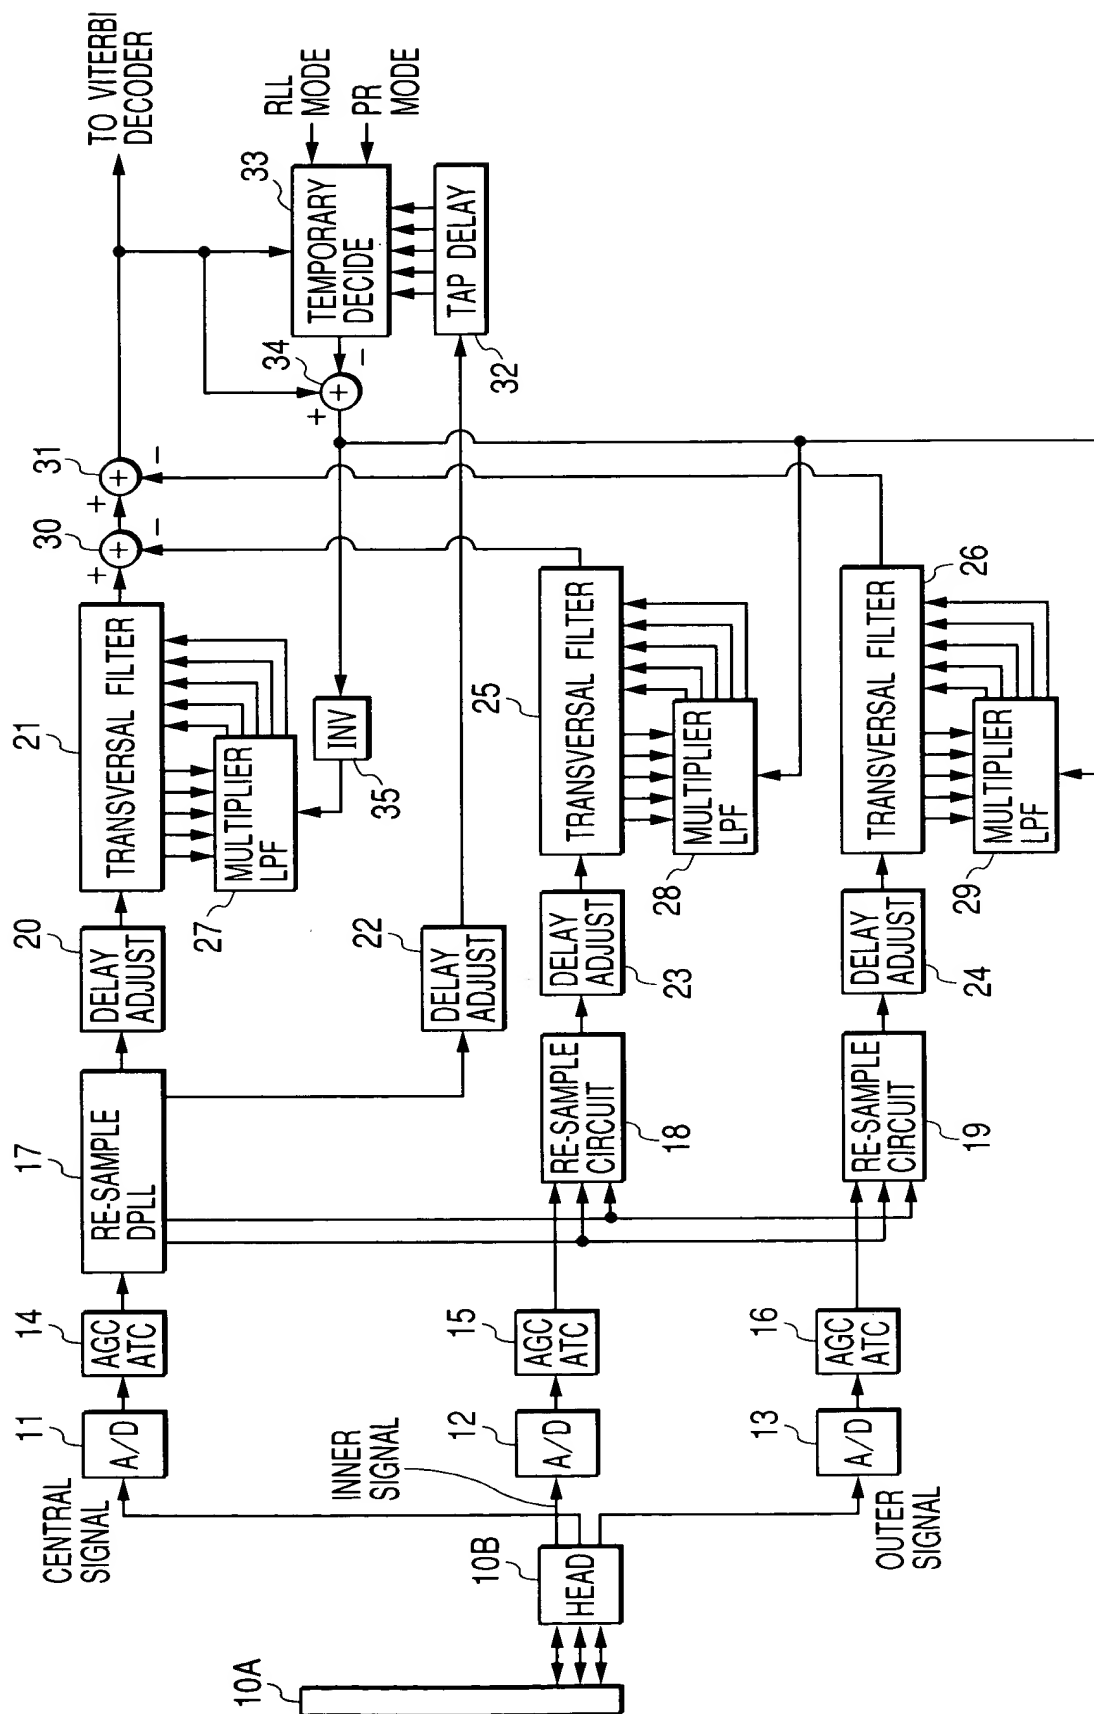 10A
10B
HEAD
CENTRAL
SIGNAL
INNER
SIGNAL
OUTER
SIGNAL
11
A/D
12
A/D
13
A/D
14
AGC
ATC
15
AGC
ATC
16
AGC
ATC
17
RE-SAMPLE
DPLL
18
RE-SAMPLE
CIRCUIT
19
RE-SAMPLE
CIRCUIT
20
DELAY
ADJUST
22
DELAY
ADJUST
23
DELAY
ADJUST
24
DELAY
ADJUST
21
TRANSVERSAL FILTER
27
MULTIPLIER
LPF
35
INV
25
TRANSVERSAL FILTER
28
MULTIPLIER
LPF
26
TRANSVERSAL FILTER
29
MULTIPLIER
LPF
30
+
+
−
31
+
+
−
34
+
+
−
32
TAP DELAY
33
TEMPORARY
DECIDE
RLL
MODE
PR
MODE
TO VITERBI
DECODER